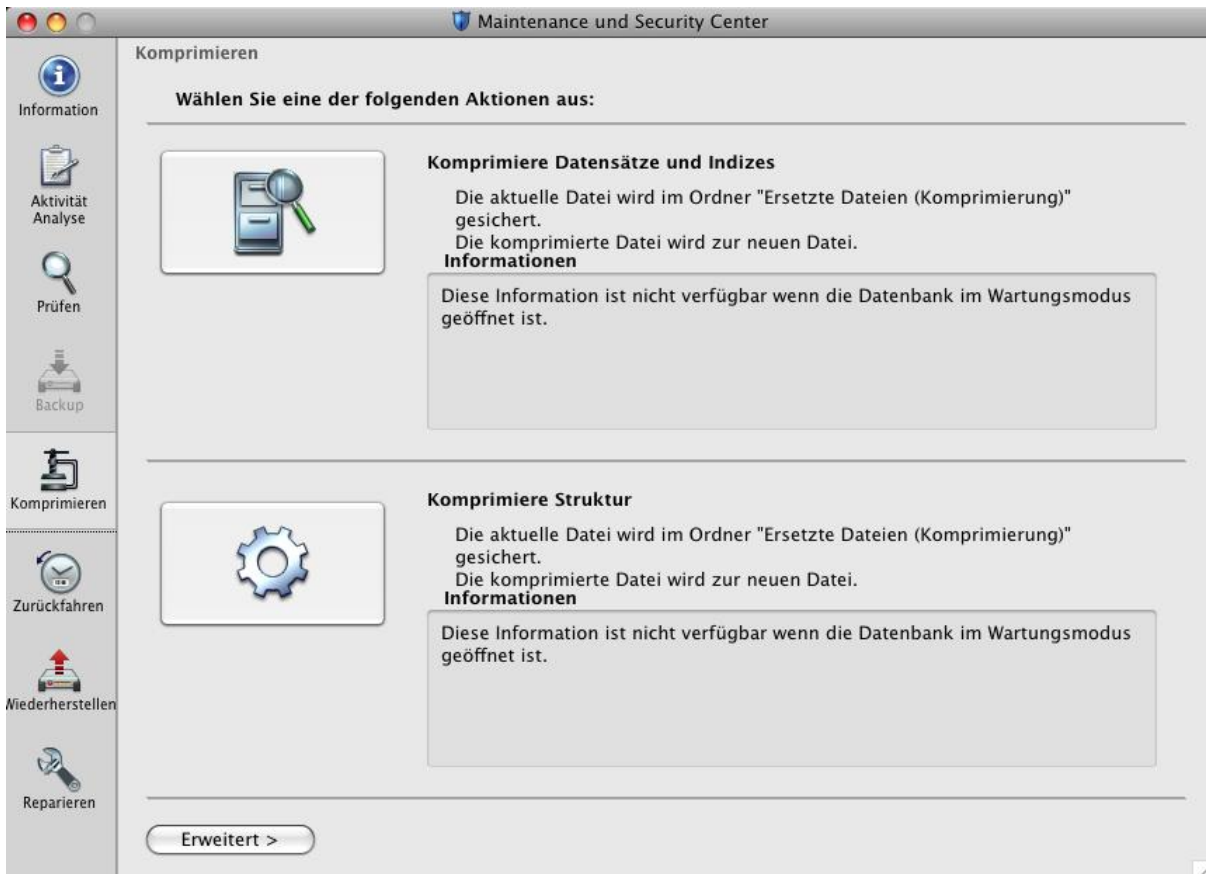 Maintenance und Security Center
Information
Aktivität
Analyse
Prüfen
Backup
Komprimieren
Zurückfahren
Wiederherstellen
Reparieren
Komprimieren
Wählen Sie eine der folgenden Aktionen aus:
Komprimiere Datensätze und Indizes
Die aktuelle Datei wird im Ordner "Ersetzte Dateien (Komprimierung)"
gesichert.
Die komprimierte Datei wird zur neuen Datei.
Informationen
Diese Information ist nicht verfügbar wenn die Datenbank im Wartungsmodus
geöffnet ist.
Komprimiere Struktur
Die aktuelle Datei wird im Ordner "Ersetzte Dateien (Komprimierung)"
gesichert.
Die komprimierte Datei wird zur neuen Datei.
Informationen
Diese Information ist nicht verfügbar wenn die Datenbank im Wartungsmodus
geöffnet ist.
Erweitert >